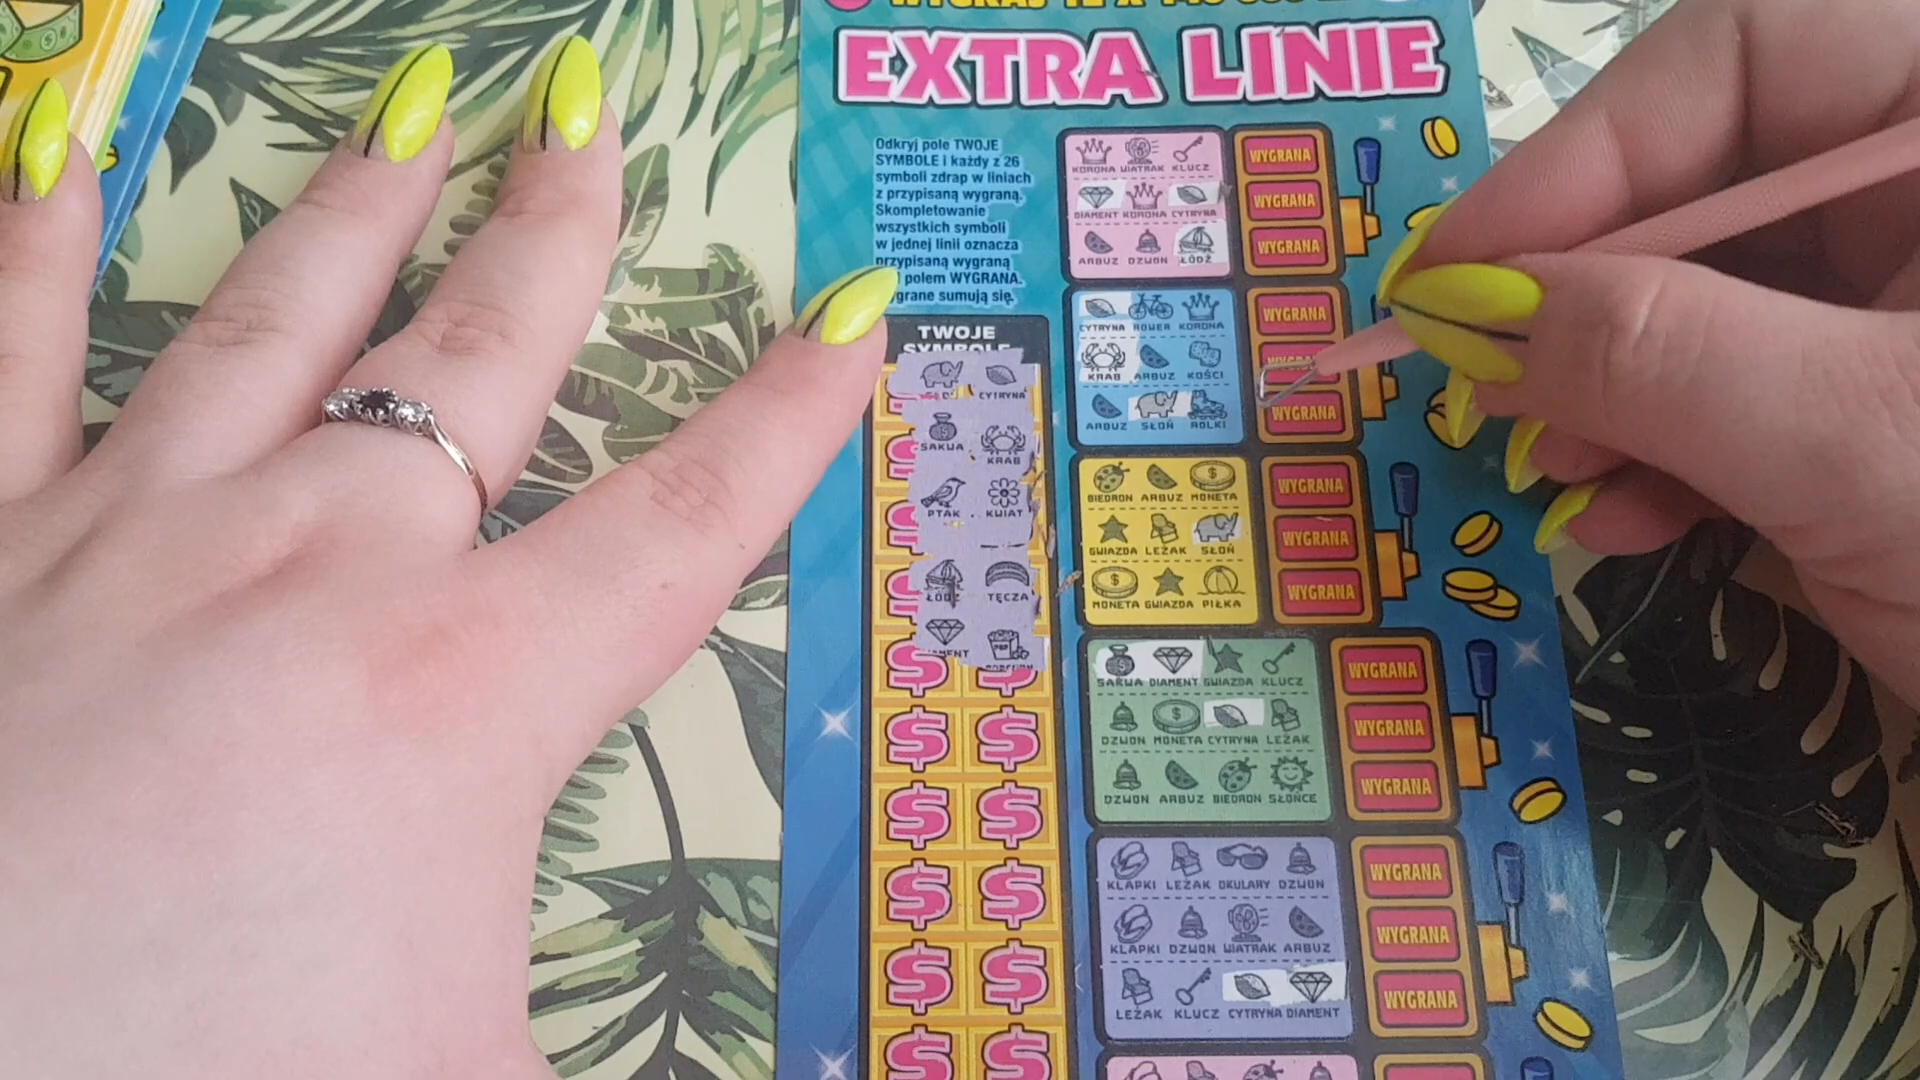 EXTRA LINIE
Odkryj pole TWOJE
SYMBOLE i każdy z 26
symboli zdrap w liniach
z przypisaną wygraną.
Skompletowanie
wszystkich symboli
w jednej linii oznacza
przypisaną wygraną
polem WYGRANA.
sumują się.
TWOJE
SYMBOLE
CYTRYNA
SAKWA KRAB
PTAK KWIAT
ŁÓDŹ TĘCZA
KORONA WIATRAK KLUCZ WYGRANA
DIAMENT KORONA CYTRYNA WYGRANA
ARBUZ DZWON ŁÓDŹ WYGRANA
CYTRYNA ROWER KORONA WYGRANA
KRAB ARBUZ KOŚCI WYGRANA
ARBUZ SŁOŃ ROLKI WYGRANA
BIEDRON ARBUZ MONETA WYGRANA
GWIAZDA LEŻAK SŁOŃ WYGRANA
MONETA GWIAZDA PIŁKA WYGRANA
SAKWA DIAMENT GWIAZDA KLUCZ WYGRANA
DZWON MONETA CYTRYNA LEŻAK WYGRANA
DZWON ARBUZ BIEDRON SŁOŃCE WYGRANA
KLAPKI LEŻAK OKULARY DZWON WYGRANA
KLAPKI DZWON WIATRAK ARBUZ WYGRANA
LEŻAK KLUCZ CYTRYNA DIAMENT WYGRANA
WYGRANA